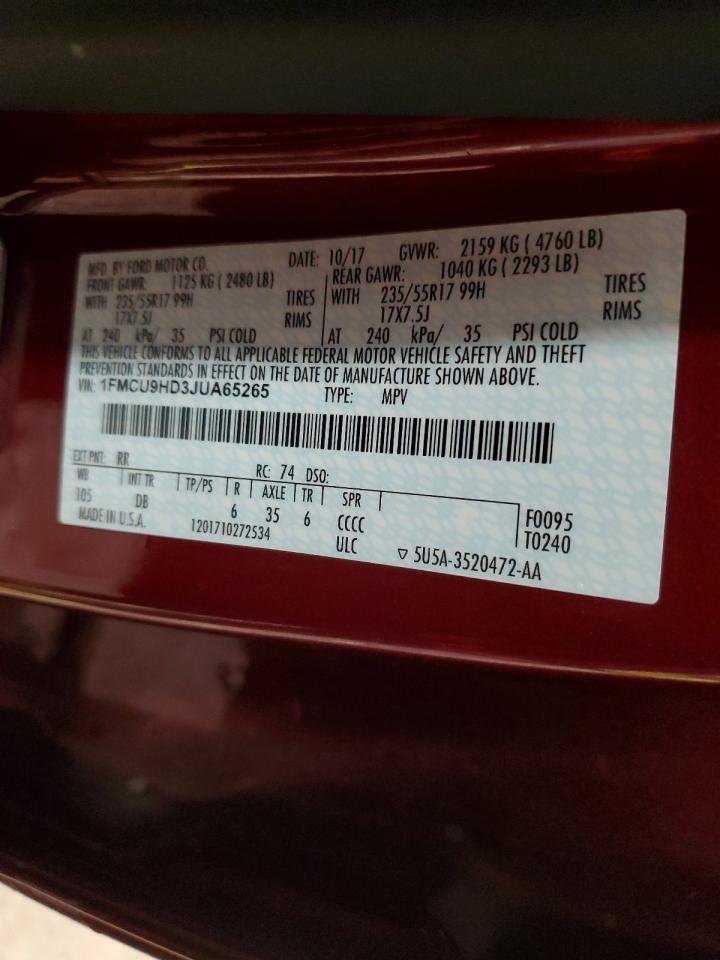 MFD. BY FORD MOTOR CO. DATE: 10/17 GVWR: 2159 KG ( 4760 LB)
FRONT GAWR: 1125 KG ( 2480 LB) REAR GAWR: 1040 KG ( 2293 LB)
WITH 235/55R17 99H TIRES WITH 235/55R17 99H TIRES
17X7.5J RIMS 17X7.5J RIMS
AT 240 kPa/ 35 PSI COLD AT 240 kPa/ 35 PSI COLD
THIS VEHICLE CONFORMS TO ALL APPLICABLE FEDERAL MOTOR VEHICLE SAFETY AND THEFT
PREVENTION STANDARDS IN EFFECT ON THE DATE OF MANUFACTURE SHOWN ABOVE.
VIN: 1FMCU9HD3JUA65265 TYPE: MPV
EXT PNT: RR RC: 74 DSO:
WB INT TR TP/PS R AXLE TR SPR
105 DB 6 35 6 CCCC F0095
MADE IN U.S.A. 1201710272534 ULC T0240
5U5A-3520472-AA